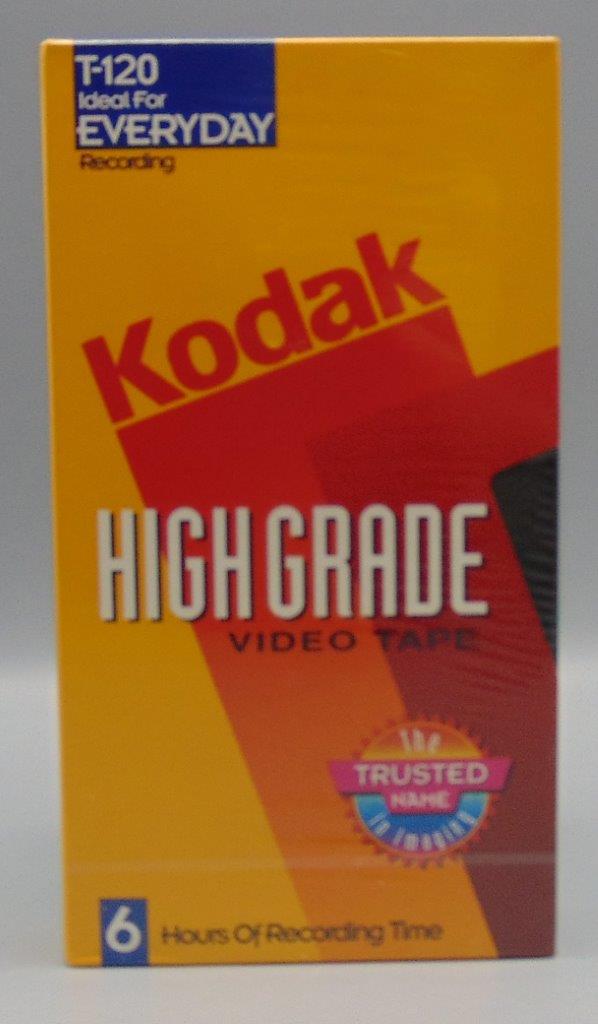 T-120
Ideal For
EVERYDAY
Recording
Kodak
HIGH GRADE
VIDEO TAPE
The
TRUSTED
NAME
in Imaging
6 Hours Of Recording Time